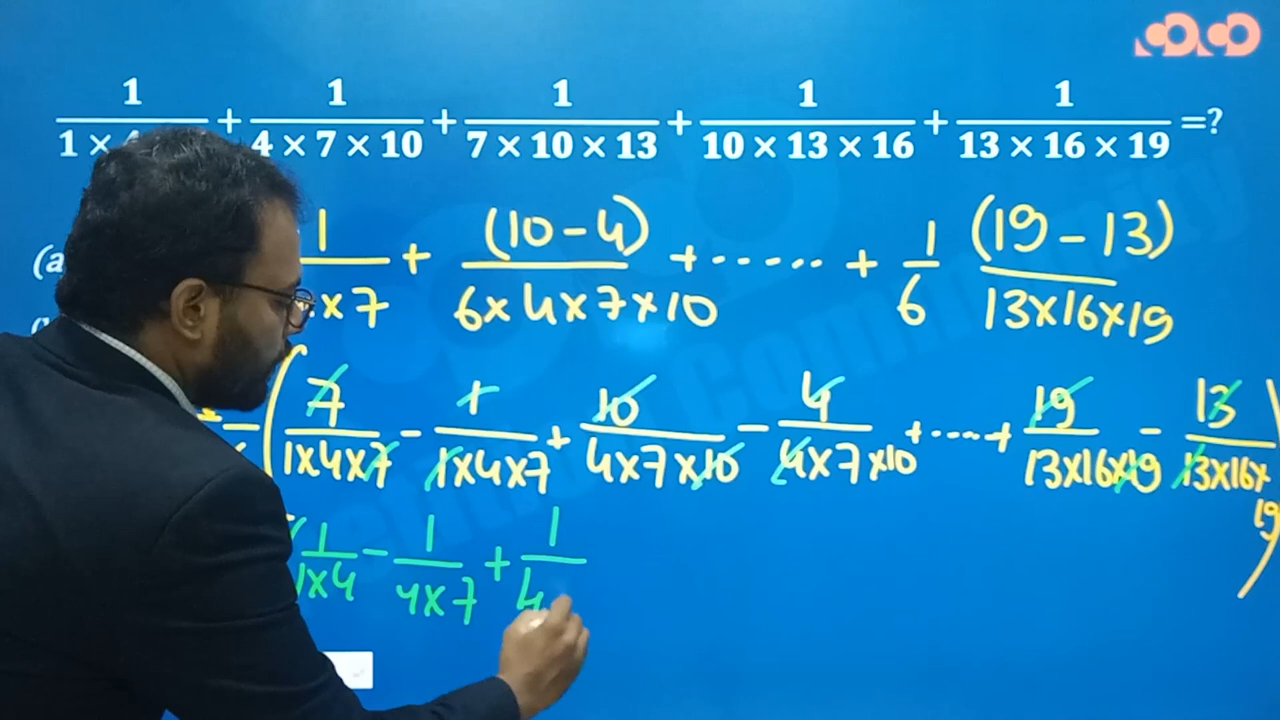 1/(1 × 4 + 1/(4 × 7 × 10) + 1/(7 × 10 × 13) + 1/(10 × 13 × 16) + 1/(13 × 16 × 19) =?
(a
1/(×7) + (10-4)/(6×4×7×10) + ..... + 1/6 (19-13)/(13×16×19)
(7/(1×4×7) - 1/(1×4×7) + 10/(4×7×10) - 4/(4×7×10) + .... + 19/(13×16×19) - 13/(13×16×19))
1/(1×4) - 1/(4×7) + 1/4